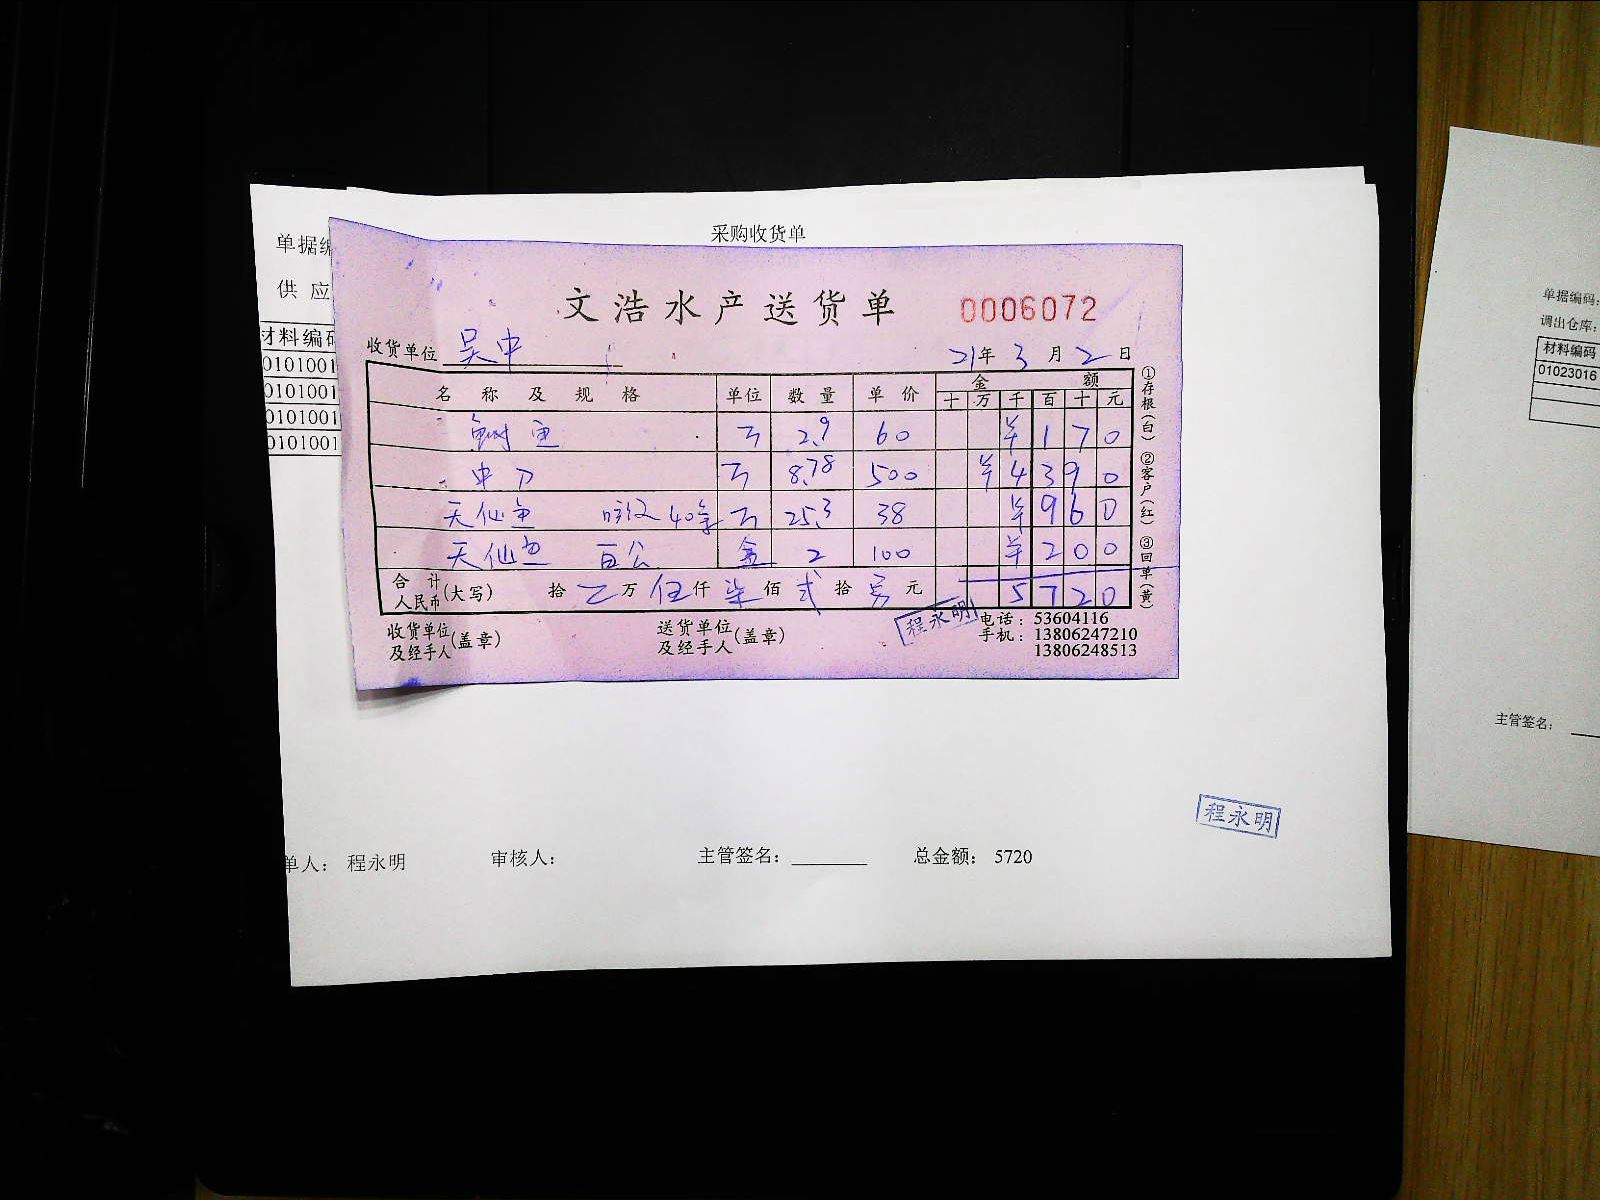 采购收货单
单据编
供 应
材料编码
0101001
0101001
0101001
0101001
文浩水产送货单 0006072
收货单位 吴中 21年 3 月 2 日
名 称 及 规 格 单位 数 量 单 价 金 额
十 万 千 百 十 元
鱼 2.9 60 ¥ 1 7 0
中刀 8.78 500 ¥ 4 3 9 0
天仙鱼 40 25.3 38 ¥ 9 6 0
天仙鱼 百公 盒 2 100 ¥ 2 0 0
合 计 人民币 (大写) 拾 万 伍 仟 柒 佰 贰 拾 元 5 7 2 0
收货单位 及经手人 (盖章) 送货单位 及经手人 (盖章) 程永明 电话: 53604116
手机: 13806247210
13806248513
①存根(白) ②客户(红) ③回单(黄)
程永明
单人: 程永明 审核人: 主管签名: 总金额: 5720
单据编码:
调出仓库:
材料编码
01023016
主管签名: